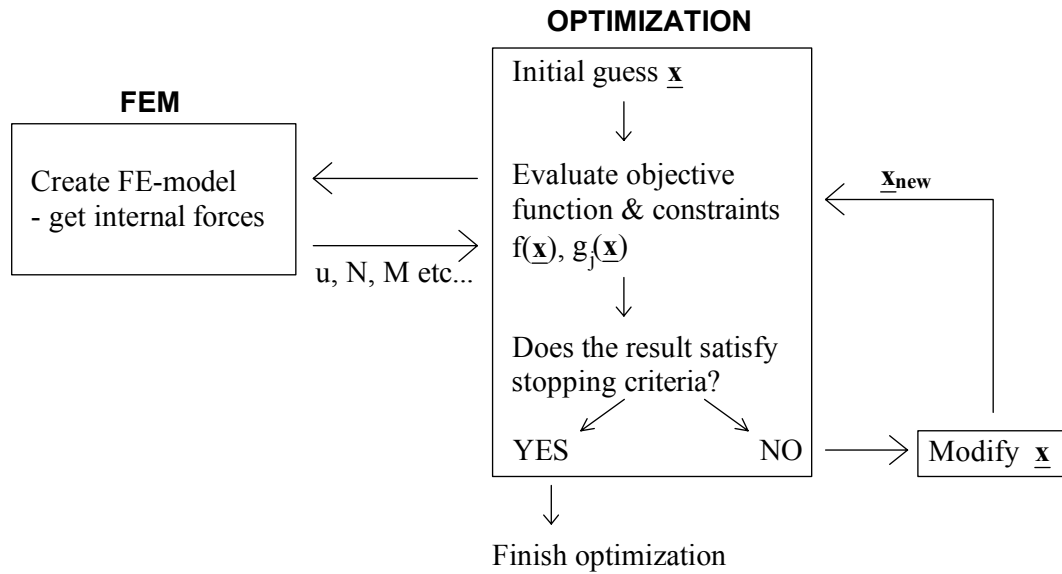 OPTIMIZATION
Initial guess x
FEM
Create FE-model
- get internal forces
u, N, M etc...
Evaluate objective
function & constraints
f(x), gj(x)
xnew
Does the result satisfy
stopping criteria?
YES
NO
Modify x
Finish optimization